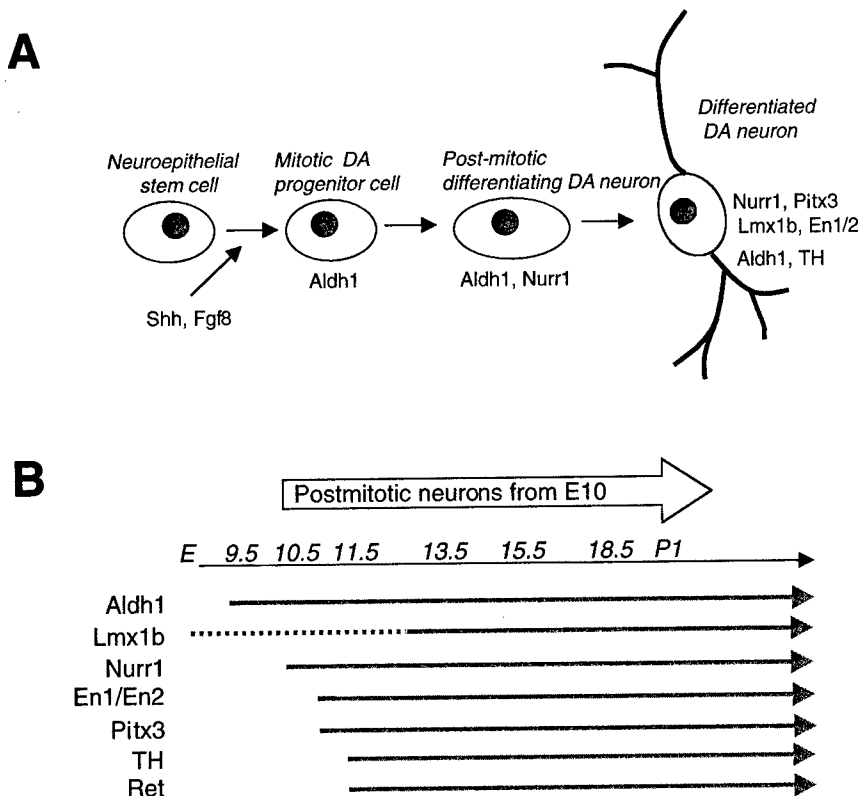 A
Differentiated
DA neuron
Neuroepithelial
stem cell
Mitotic DA
progenitor cell
Post-mitotic
differentiating DA neuron
Nurr1, Pitx3
Lmx1b, En1/2
Aldh1, TH
Aldh1
Aldh1, Nurr1
Shh, Fgf8
B
Postmitotic neurons from E10
E 9.5 10.5 11.5 13.5 15.5 18.5 P1
Aldh1
Lmx1b
Nurr1
En1/En2
Pitx3
TH
Ret